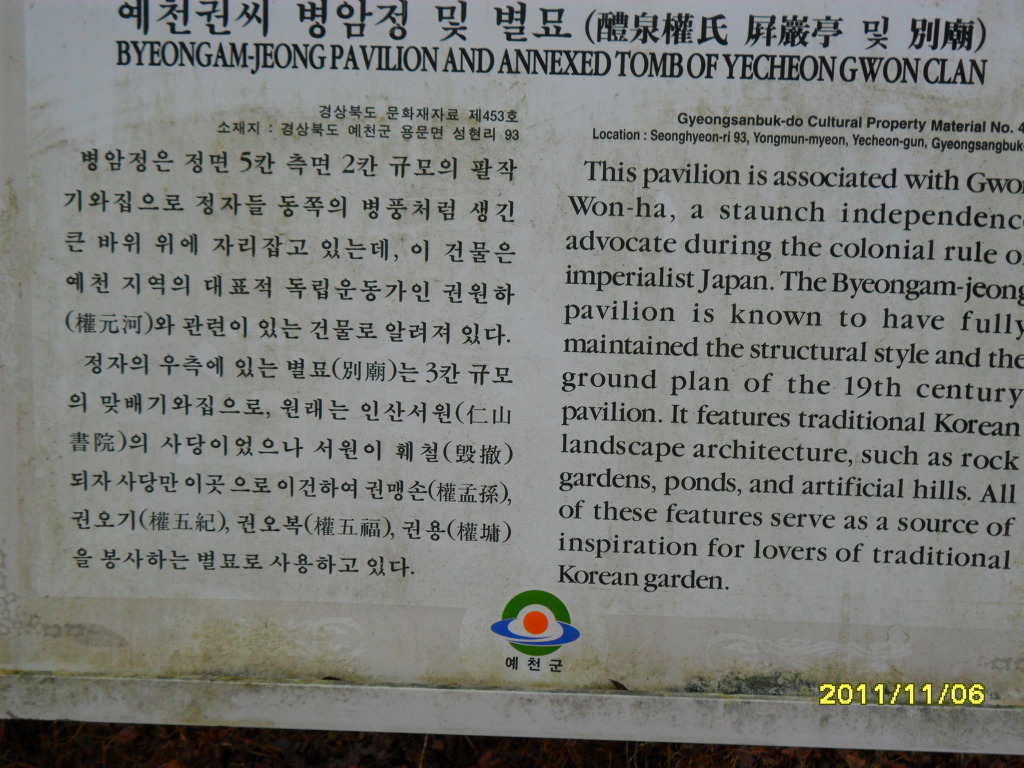 예천권씨 병암정 및 별묘 (醴泉權氏 屛巖亭 및 別廟)
BYEONGAM-JEONG PAVILION AND ANNEXED TOMB OF YECHEON GWON CLAN
경상북도 문화재자료 제453호
소재지 : 경상북도 예천군 용문면 성현리 93
병암정은 정면 5칸 측면 2칸 규모의 팔작
기와집으로 정자들 동쪽의 병풍처럼 생긴
큰 바위 위에 자리잡고 있는데, 이 건물은
예천 지역의 대표적 독립운동가인 권원하
(權元河)와 관련이 있는 건물로 알려져 있다.
정자의 우측에 있는 별묘(別廟)는 3칸 규모
의 맞배기와집으로, 원래는 인산서원(仁山
書院)의 사당이었으나 서원이 훼철(毁撤)
되자 사당만 이곳 으로 이건하여 권맹손(權孟孫),
권오기(權五紀), 권오복(權五福), 권용(權墉)
을 봉사하는 별묘로 사용하고 있다.
Gyeongsanbuk-do Cultural Property Material No. 4
Location : Seonghyeon-ri 93, Yongmun-myeon, Yecheon-gun, Gyeongsangbuk-
This pavilion is associated with Gwon
Won-ha, a staunch independenc
advocate during the colonial rule o
imperialist Japan. The Byeongam-jeong
pavilion is known to have fully
maintained the structural style and the
ground plan of the 19th century
pavilion. It features traditional Korean
landscape architecture, such as rock
gardens, ponds, and artificial hills. All
of these features serve as a source of
inspiration for lovers of traditional
Korean garden.
예천군
2011/11/06